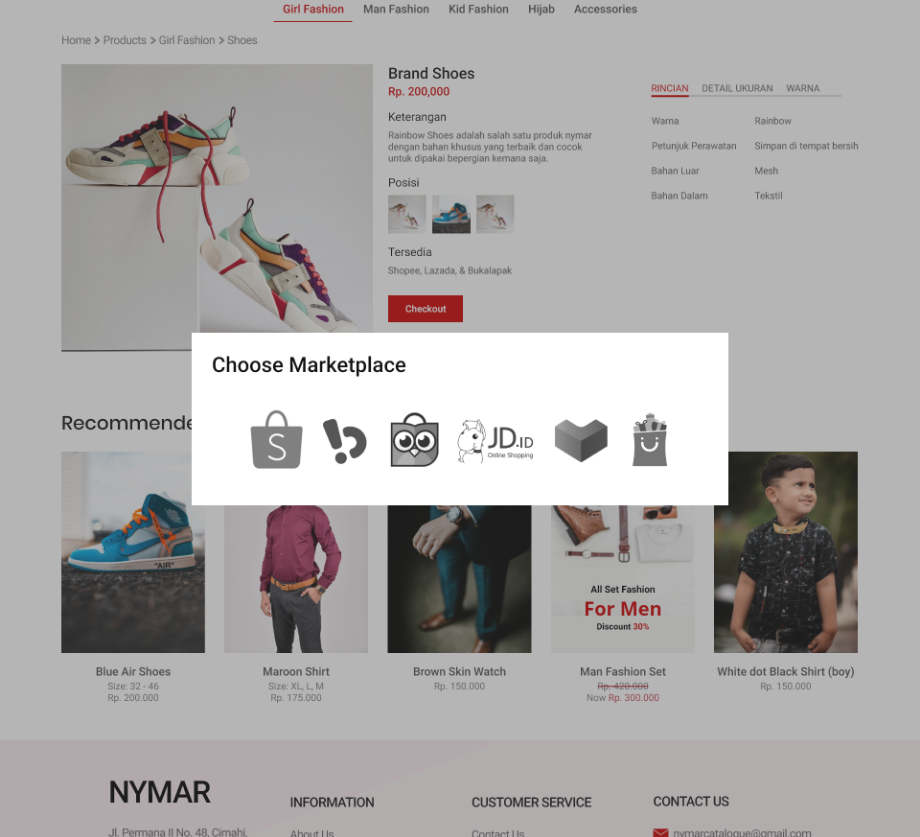 Girl Fashion Man Fashion Kid Fashion Hijab Accessories
Home > Products > Girl Fashion > Shoes
Brand Shoes
Rp. 200,000
Keterangan
Rainbow Shoes adalah salah satu produk nymar
dengan bahan khusus yang terbaik dan cocok
untuk dipakai bepergian kemana saja.
Posisi
Tersedia
Shopee, Lazada, & Bukalapak
Checkout
RINCIAN DETAIL UKURAN WARNA
Warna Rainbow
Petunjuk Perawatan Simpan di tempat bersih
Bahan Luar Mesh
Bahan Dalam Tekstil
Choose Marketplace
S
JD.ID
Online Shopping
Recommende
"AIR"
All Set Fashion
For Men
Discount 30%
Blue Air Shoes
Size: 32 - 46
Rp. 200.000
Maroon Shirt
Size: XL, L, M
Rp. 175.000
Brown Skin Watch
Rp. 150.000
Man Fashion Set
Rp. 420.000
Now Rp. 300.000
White dot Black Shirt (boy)
Rp. 150.000
NYMAR
Jl. Permana II No. 48, Cimahi,
INFORMATION
About Us
CUSTOMER SERVICE
Contact Us
CONTACT US
nymarcatalogue@gmail.com